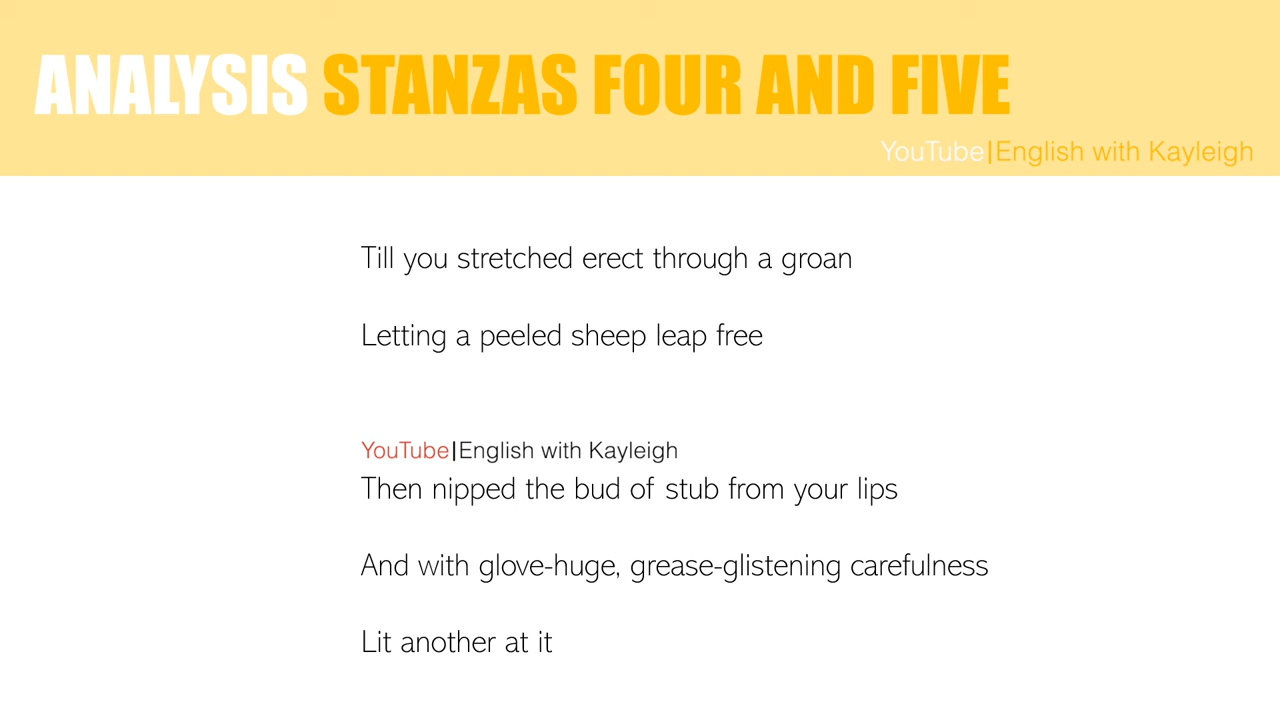 ANALYSIS STANZAS FOUR AND FIVE
YouTube|English with Kayleigh
Till you stretched erect through a groan
Letting a peeled sheep leap free
YouTube|English with Kayleigh
Then nipped the bud of stub from your lips
And with glove-huge, grease-glistening carefulness
Lit another at it